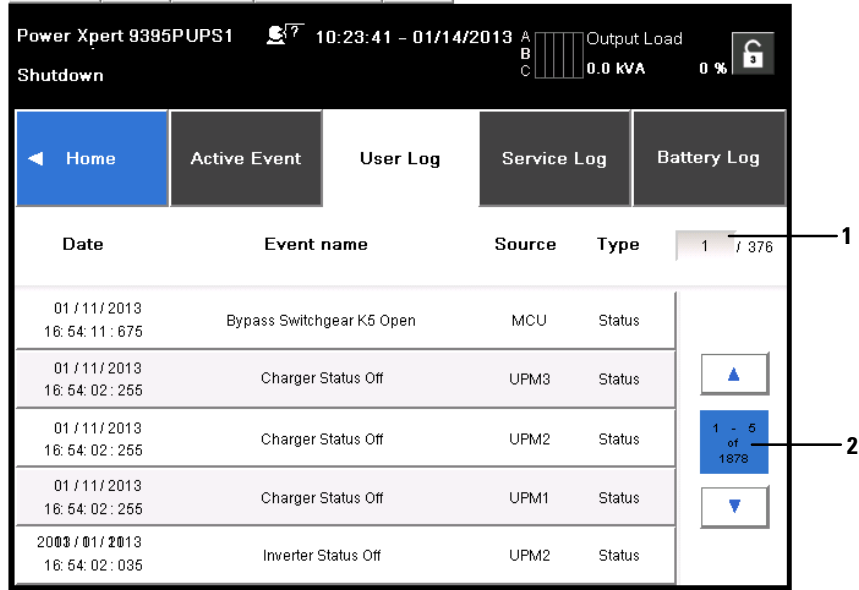 Power Xpert 9395PUPS1 ? 10:23:41 - 01/14/2013 A Output Load
B
C 0.0 kVA 0 % 3
Shutdown
Home Active Event User Log Service Log Battery Log
Date Event name Source Type 1 / 376 1
01/11/2013
16:54:11:675 Bypass Switchgear K5 Open MCU Status
01/11/2013
16:54:02:255 Charger Status Off UPM3 Status
01/11/2013
16:54:02:255 Charger Status Off UPM2 Status
1 - 5
of
1878 2
01/11/2013
16:54:02:255 Charger Status Off UPM1 Status
16:54:02:035 Inverter Status Off UPM2 Status